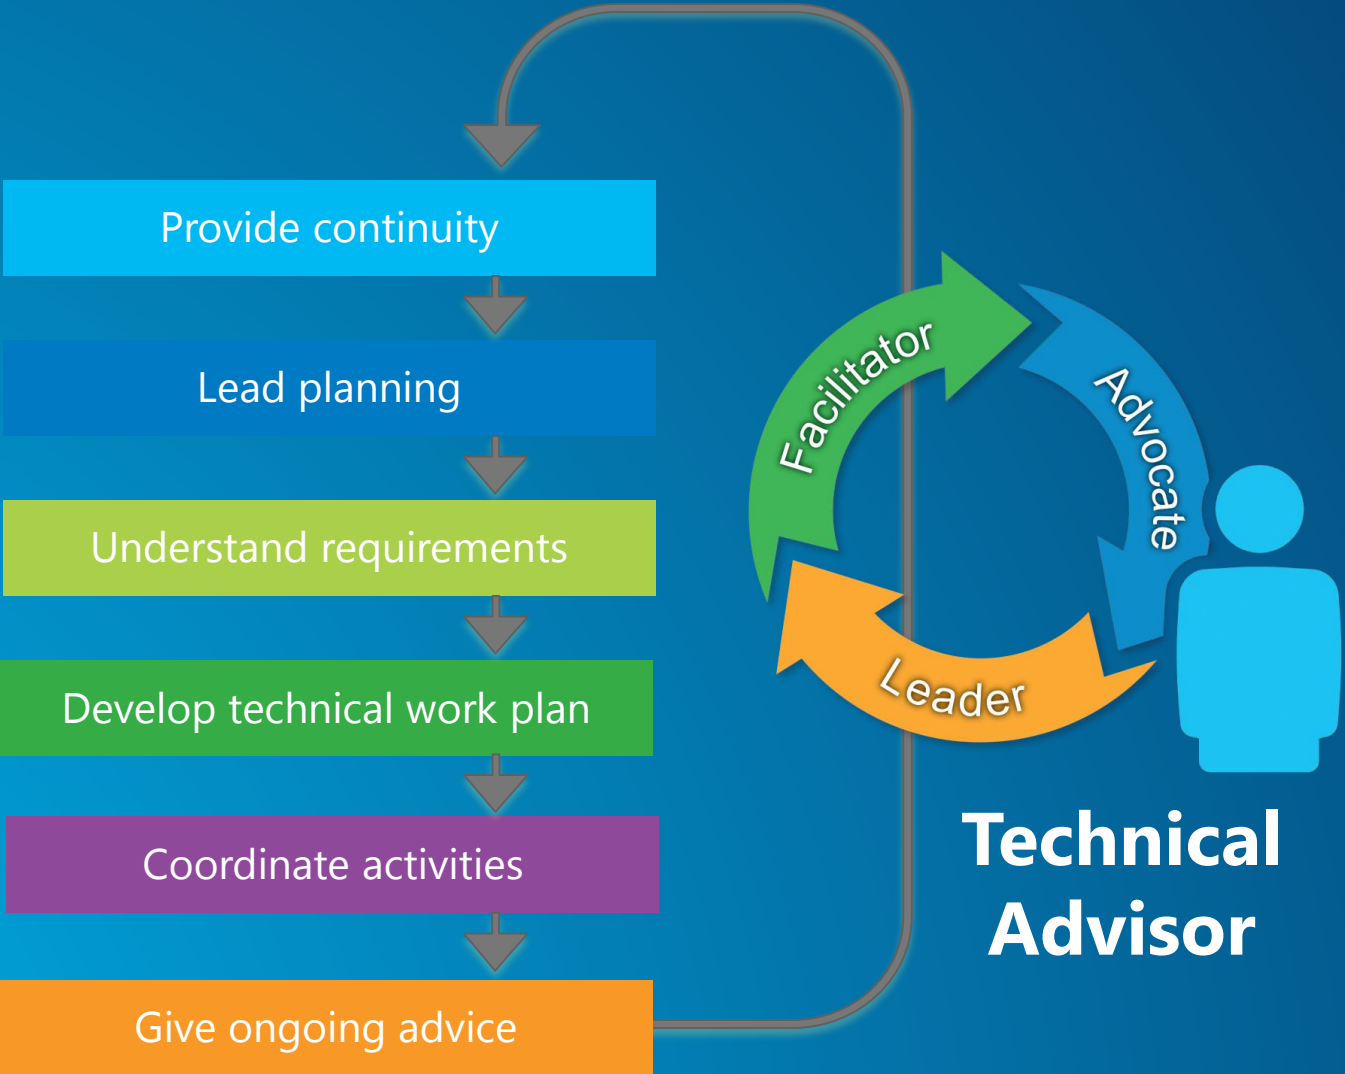 Provide continuity
Lead planning
Understand requirements
Develop technical work plan
Coordinate activities
Give ongoing advice
Facilitator
Advocate
Leader
Technical
Advisor